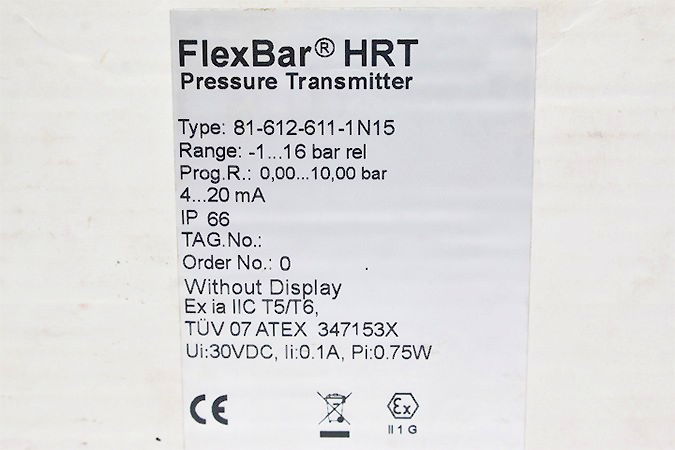 FlexBar® HRT
Pressure Transmitter
Type: 81-612-611-1N15
Range: -1...16 bar rel
Prog.R.: 0,00...10,00 bar
4...20 mA
IP 66
TAG.No.:
Order No.: 0
Without Display
Ex ia IIC T5/T6,
TÜV 07 ATEX 347153X
Ui:30VDC, Ii:0.1A, Pi:0.75W
CE Ex
II 1 G